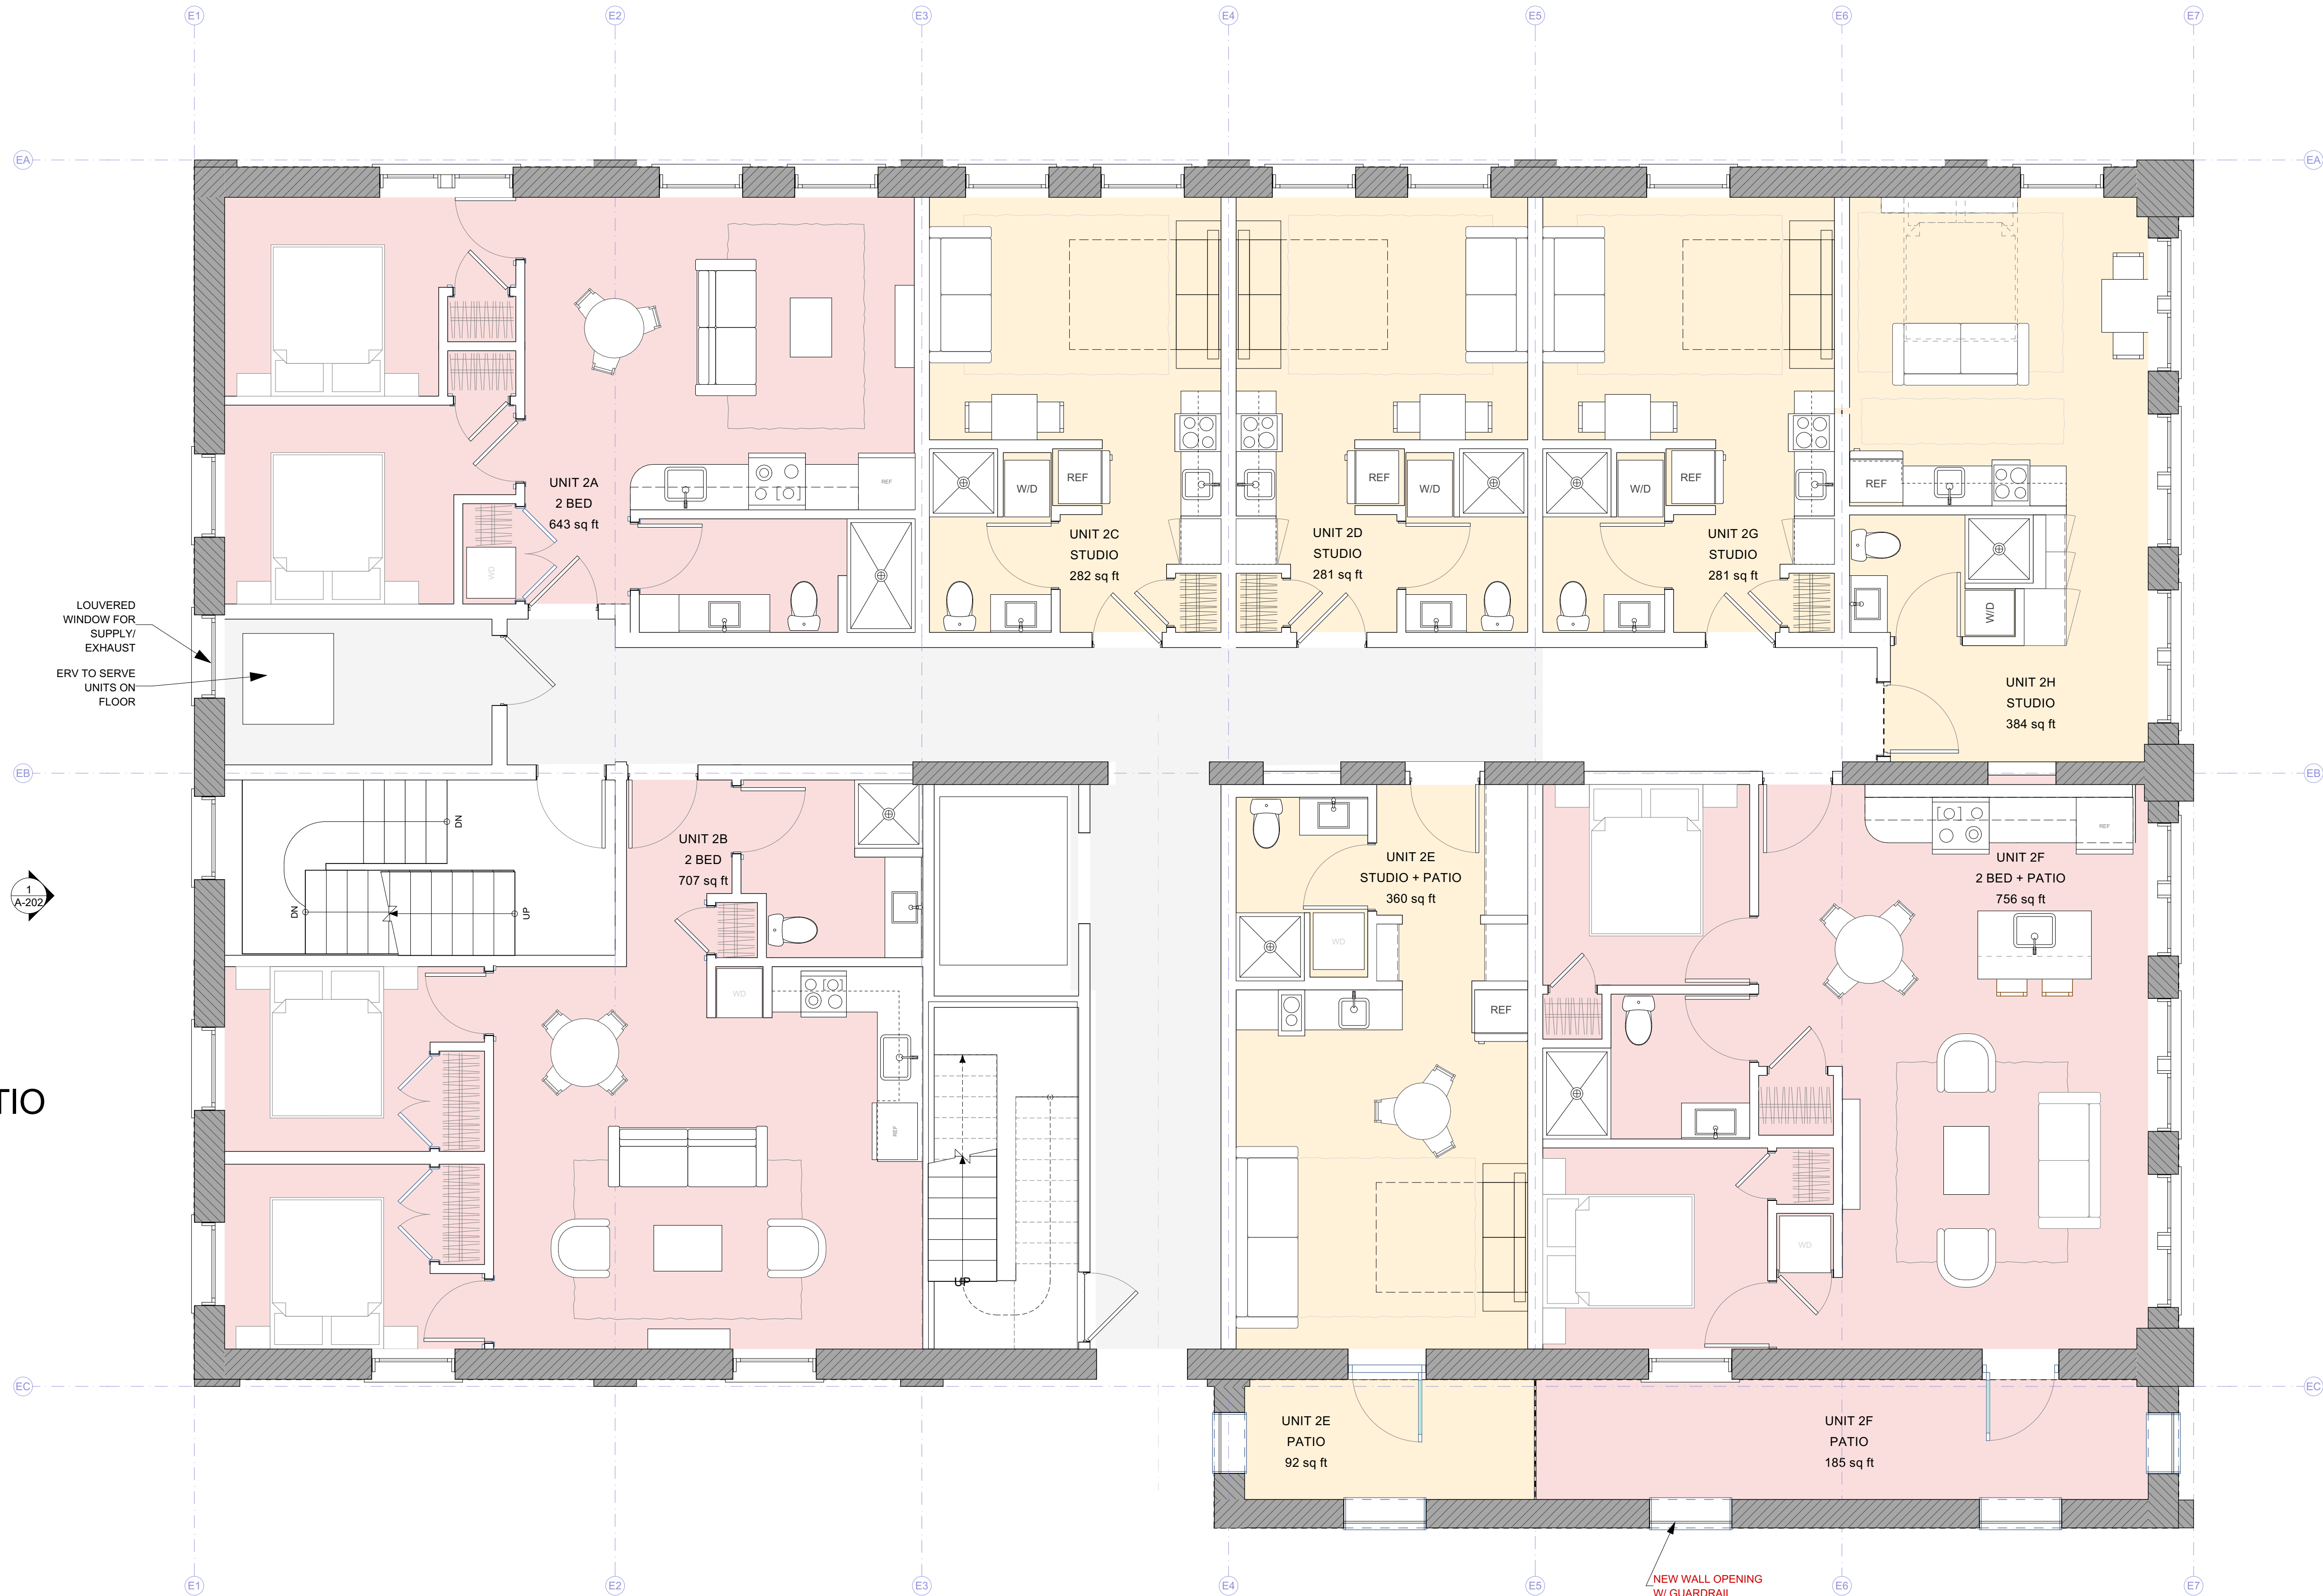 E1
E2
E3
E4
E5
E6
E7
EA
EA
REF
UNIT 2A
2 BED
643 sq ft
WD
W/D
REF
UNIT 2C
STUDIO
282 sq ft
REF
W/D
UNIT 2D
STUDIO
281 sq ft
W/D
REF
UNIT 2G
STUDIO
281 sq ft
REF
W/D
UNIT 2H
STUDIO
384 sq ft
LOUVERED
WINDOW FOR
SUPPLY/
EXHAUST
ERV TO SERVE
UNITS ON
FLOOR
EB
EB
DN
DN
UP
1
A-202
UNIT 2B
2 BED
707 sq ft
WD
REF
UP
UNIT 2E
STUDIO + PATIO
360 sq ft
WD
REF
REF
UNIT 2F
2 BED + PATIO
756 sq ft
WD
TIO
EC
EC
UNIT 2E
PATIO
92 sq ft
UNIT 2F
PATIO
185 sq ft
NEW WALL OPENING
W/ GUARDRAIL
E1
E2
E3
E4
E5
E6
E7